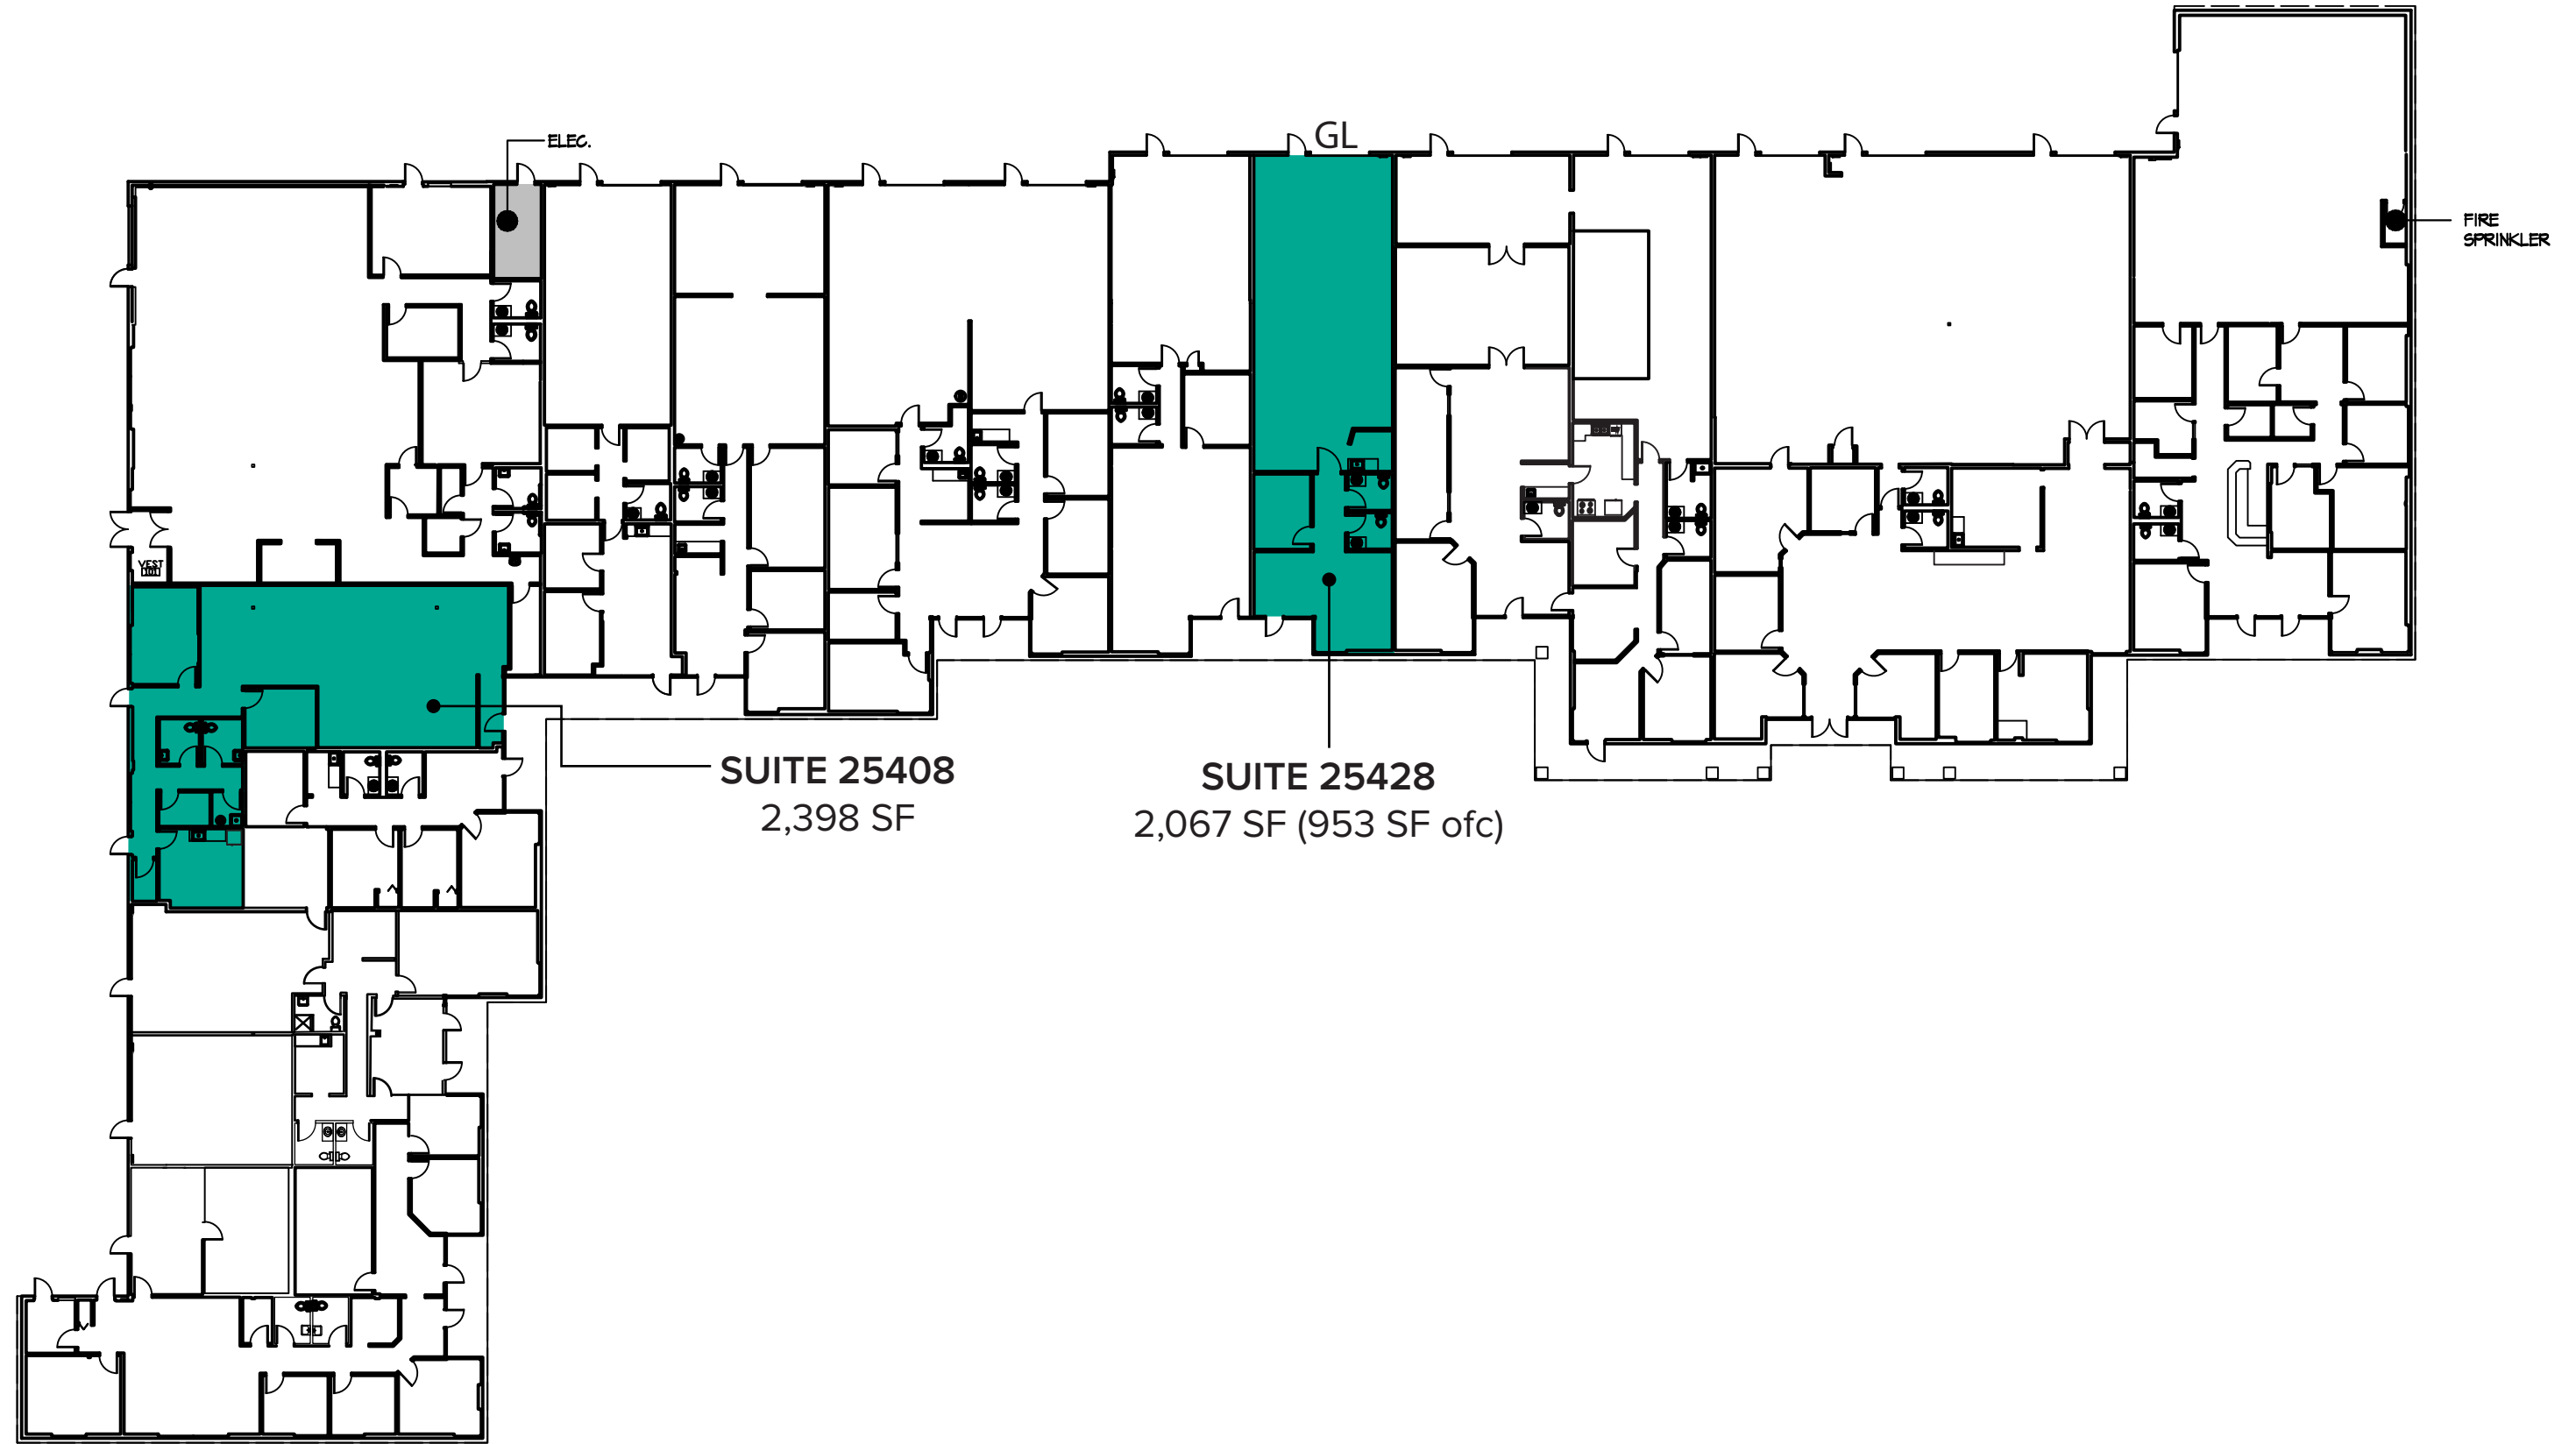 GL
ELEC.
FIRE
SPRINKLER
VEST
SUITE 25408
2,398 SF
SUITE 25428
2,067 SF (953 SF ofc)